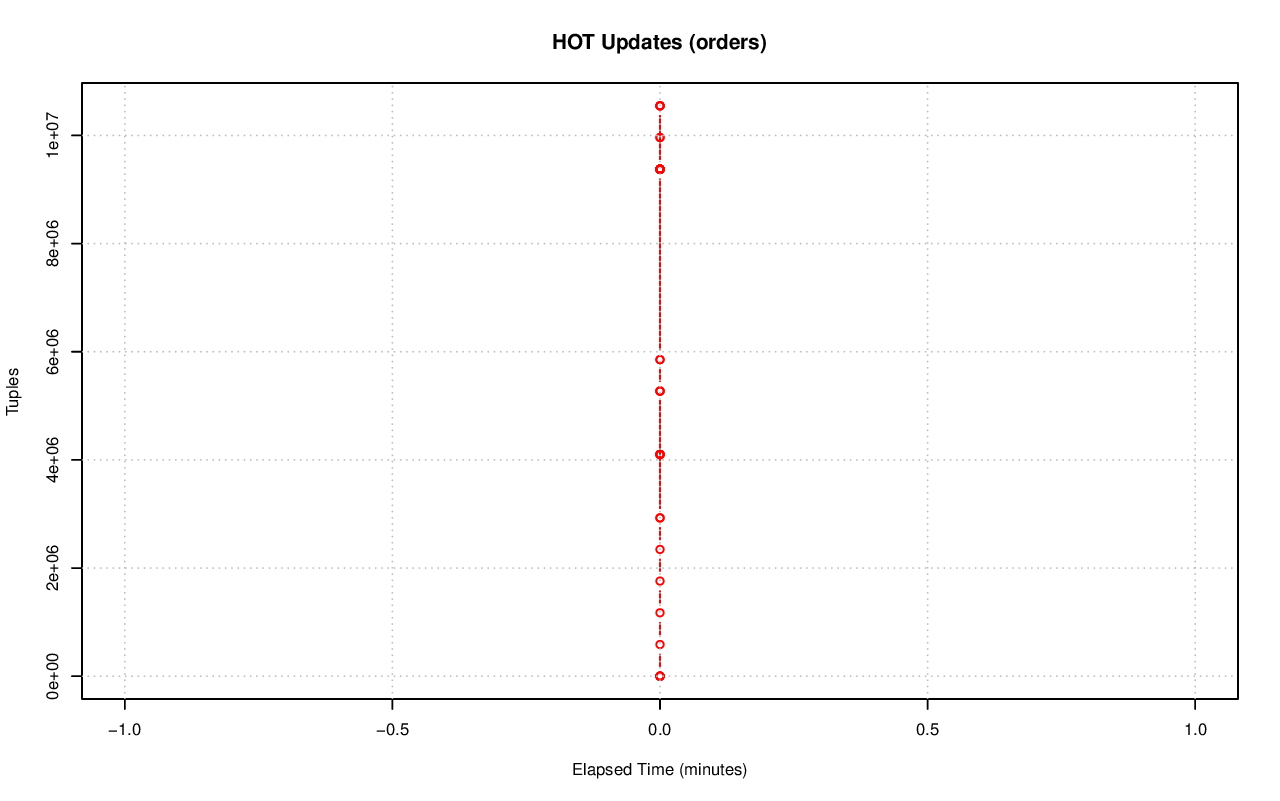 HOT Updates (orders)
1e+07
8e+06
6e+06
4e+06
2e+06
0e+00
Tuples
−1.0
−0.5
0.0
0.5
1.0
Elapsed Time (minutes)